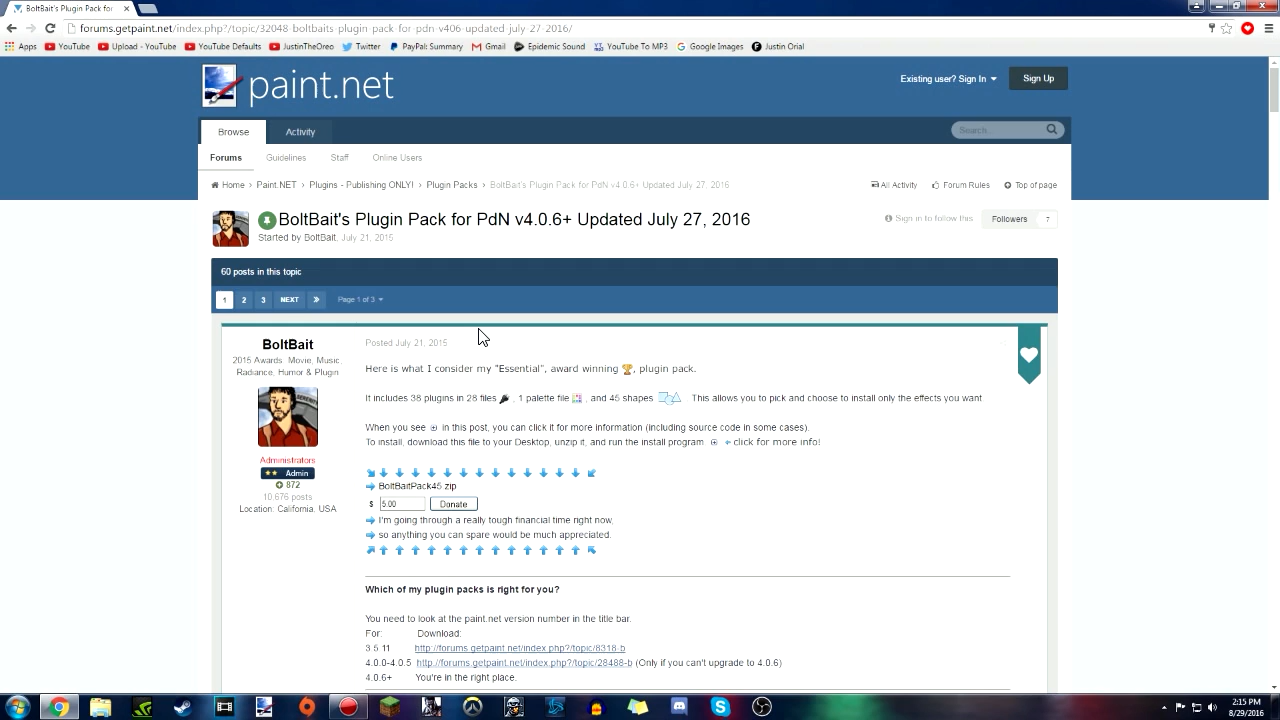 BoltBait's Plugin Pack for
forums.getpaint.net/index.php?/topic/32048-boltbaits-plugin-pack-for-pdn-v406-updated-july-27-2016/
Apps YouTube Upload - YouTube YouTube Defaults JustinTheOreo Twitter PayPal: Summary Gmail Epidemic Sound YouTube To MP3 Google Images Justin Orial
paint.net
Existing user? Sign In Sign Up
Browse Activity
Search...
Forums Guidelines Staff Online Users
Home > Paint.NET > Plugins - Publishing ONLY! > Plugin Packs > BoltBait's Plugin Pack for PdN v4.0.6+ Updated July 27, 2016
All Activity Forum Rules Top of page
BoltBait's Plugin Pack for PdN v4.0.6+ Updated July 27, 2016
Started by BoltBait, July 21, 2015
Sign in to follow this Followers 7
60 posts in this topic
1 2 3 NEXT » Page 1 of 3
BoltBait
2015 Awards: Movie, Music,
Radiance, Humor & Plugin
Administrators
Admin
872
10,676 posts
Location: California, USA
Posted July 21, 2015
Here is what I consider my "Essential", award winning , plugin pack.
It includes 38 plugins in 28 files , 1 palette file , and 45 shapes . This allows you to pick and choose to install only the effects you want
When you see in this post, you can click it for more information (including source code in some cases).
To install, download this file to your Desktop, unzip it, and run the install program. click for more info!
BoltBaitPack45.zip
$ 5.00 Donate
I'm going through a really tough financial time right now,
so anything you can spare would be much appreciated.
Which of my plugin packs is right for you?
You need to look at the paint.net version number in the title bar.
For: Download:
3.5.11 http://forums.getpaint.net/index.php?/topic/8318-b
4.0.0-4.0.5 http://forums.getpaint.net/index.php?/topic/28488-b (Only if you can't upgrade to 4.0.6)
4.0.6+ You're in the right place.
2:15 PM
8/29/2016